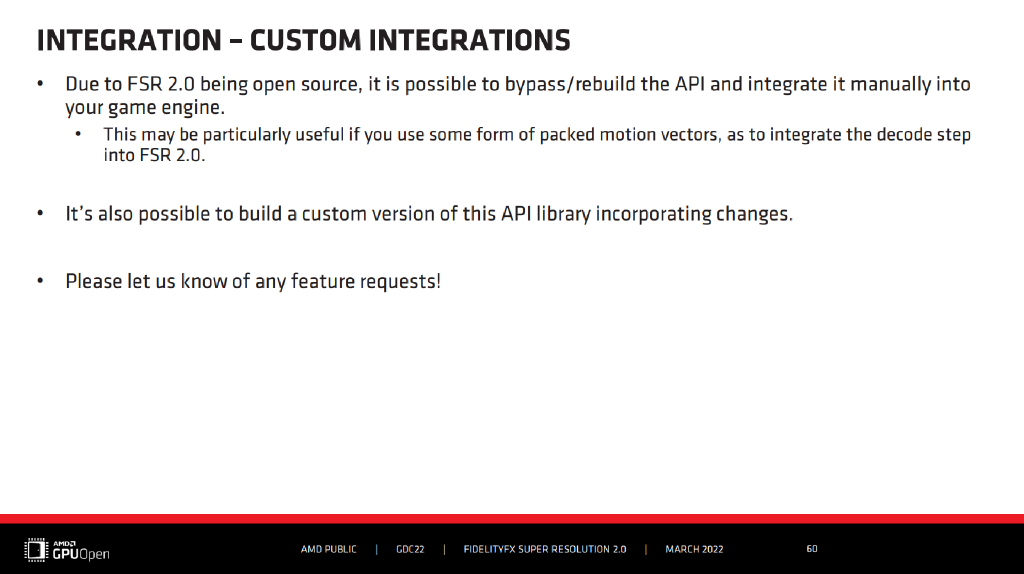 INTEGRATION – CUSTOM INTEGRATIONS
• Due to FSR 2.0 being open source, it is possible to bypass/rebuild the API and integrate it manually into
your game engine.
• This may be particularly useful if you use some form of packed motion vectors, as to integrate the decode step
into FSR 2.0.
• It’s also possible to build a custom version of this API library incorporating changes.
• Please let us know of any feature requests!
AMD
GPUOpen
AMD PUBLIC | GDC22 | FIDELITYFX SUPER RESOLUTION 2.0 | MARCH 2022 60